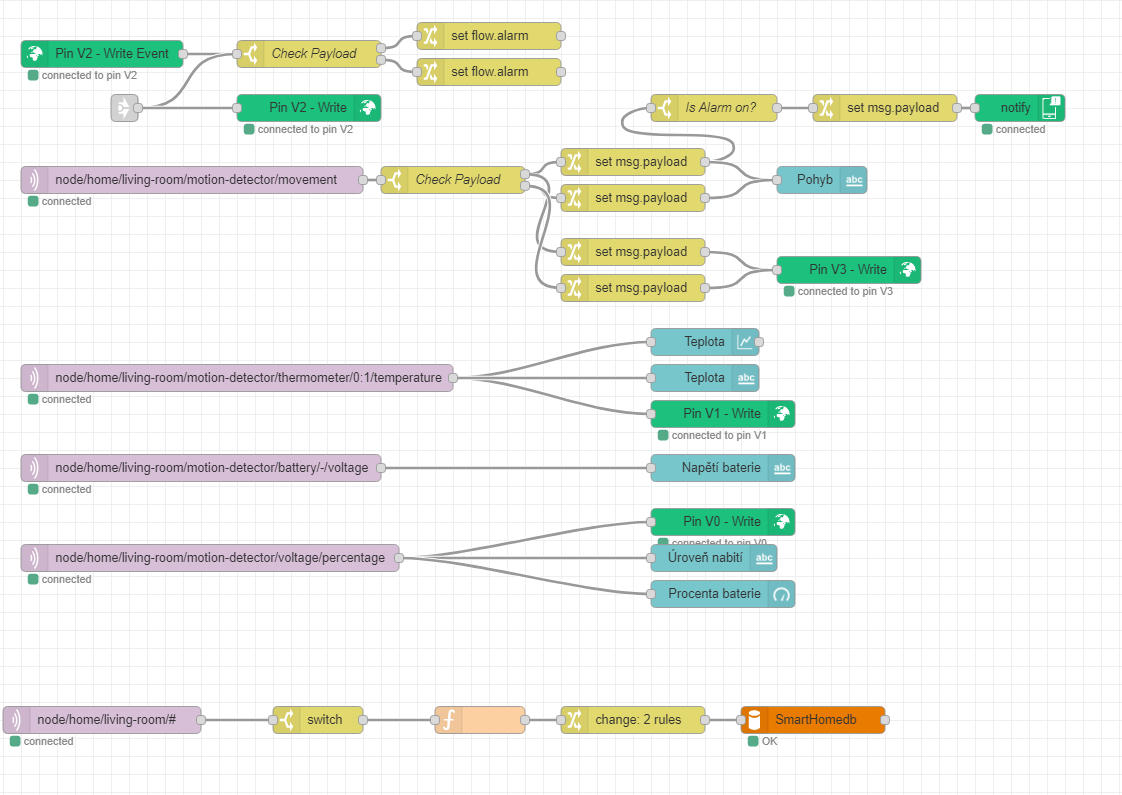 set flow.alarm
Pin V2 - Write Event
Check Payload
connected to pin V2
set flow.alarm
Pin V2 - Write
connected to pin V2
Is Alarm on?
set msg.payload
notify
connected
set msg.payload
node/home/living-room/motion-detector/movement
Check Payload
Pohyb
abc
connected
set msg.payload
set msg.payload
Pin V3 - Write
set msg.payload
connected to pin V3
Teplota
node/home/living-room/motion-detector/thermometer/0:1/temperature
Teplota
abc
connected
Pin V1 - Write
connected to pin V1
node/home/living-room/motion-detector/battery/-/voltage
Napětí baterie
abc
connected
Pin V0 - Write
connected to pin V0
node/home/living-room/motion-detector/voltage/percentage
Úroveň nabití
abc
connected
Procenta baterie
node/home/living-room/#
switch
f
change: 2 rules
SmartHomedb
connected
OK